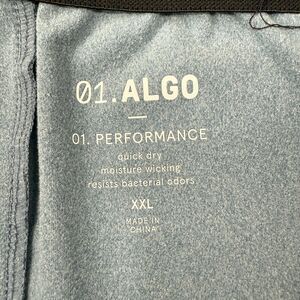 01.ALGO
01. PERFORMANCE
quick dry
moisture wicking
resists bacterial odors
XXL
MADE IN
CHINA